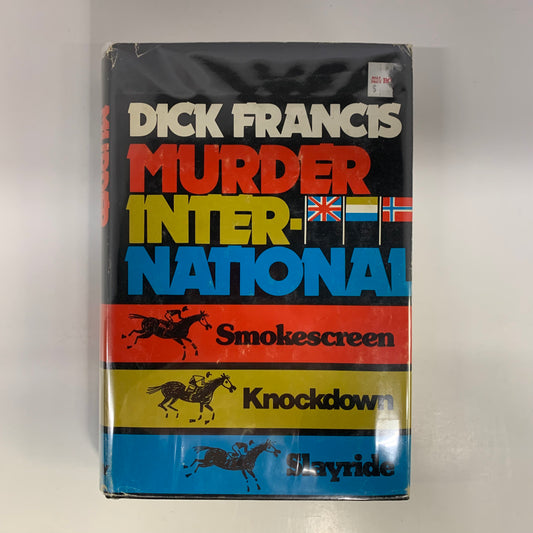 DICK FRANCIS
MURDER
INTER-
NATIONAL
Smokescreen
Knockdown
Slayride